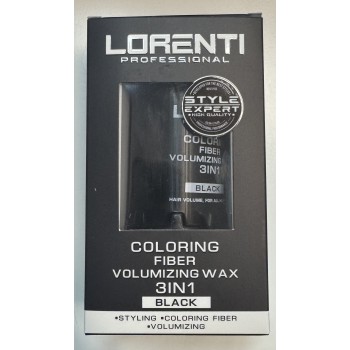 LORENTI
PROFESSIONAL
LORENTI
STYLE
EXPERT
HIGH QUALITY
COLORING
FIBER
VOLUMIZING
3IN1
BLACK
HAIR VOLUME, FOR
COLORING
FIBER
VOLUMIZING WAX
3IN1
BLACK
•STYLING •COLORING FIBER
•VOLUMIZING